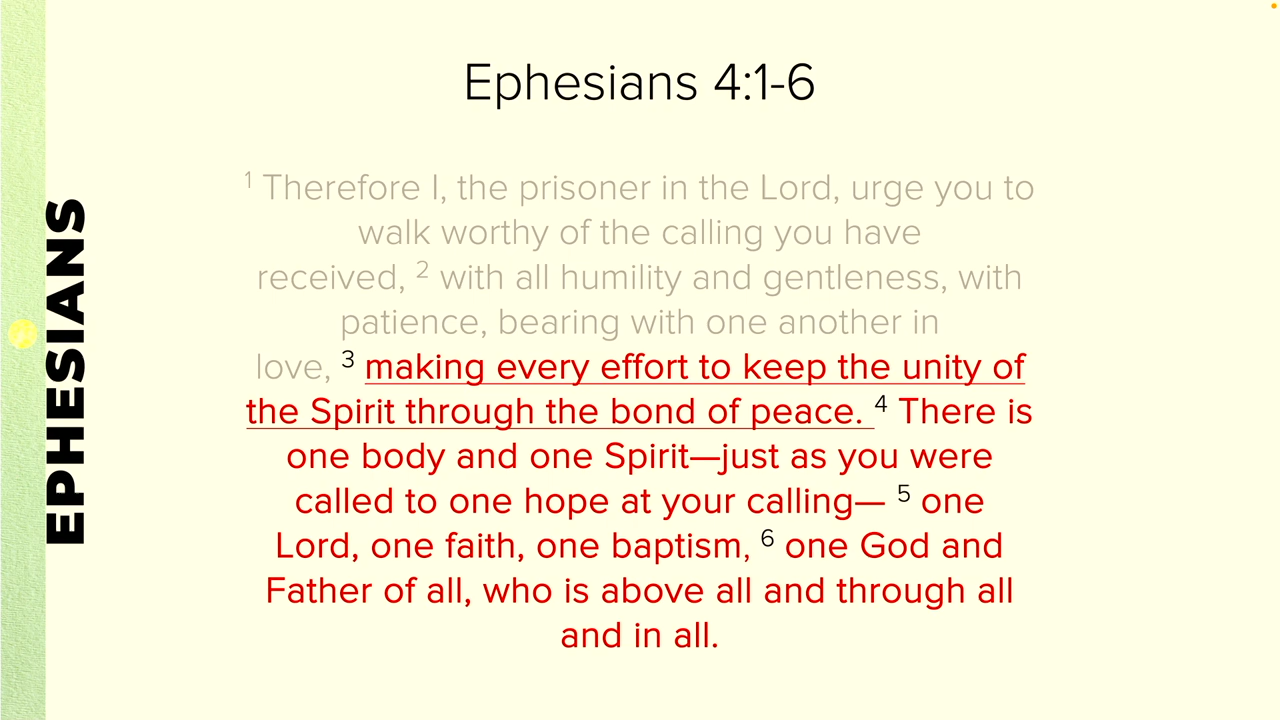 Ephesians 4:1-6
EPHESIANS
1 Therefore I, the prisoner in the Lord, urge you to
walk worthy of the calling you have
received, 2 with all humility and gentleness, with
patience, bearing with one another in
love, 3 making every effort to keep the unity of
the Spirit through the bond of peace. 4 There is
one body and one Spirit—just as you were
called to one hope at your calling— 5 one
Lord, one faith, one baptism, 6 one God and
Father of all, who is above all and through all
and in all.